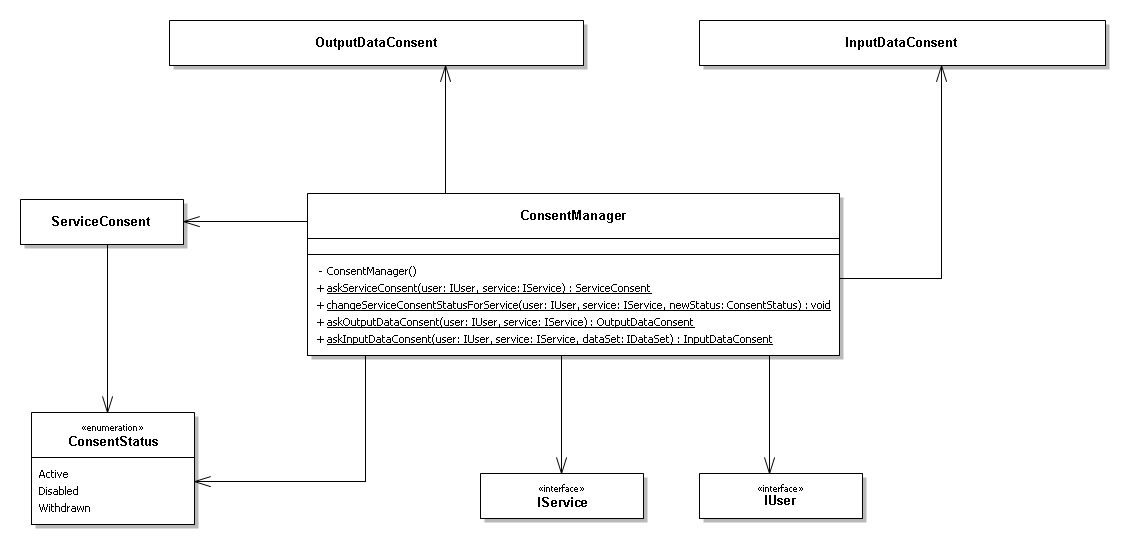 OutputDataConsent
InputDataConsent
ServiceConsent
ConsentManager
- ConsentManager()
+ askServiceConsent(user: IUser, service: IService) : ServiceConsent
+ changeServiceConsentStatusForService(user: IUser, service: IService, newStatus: ConsentStatus) : void
+ askOutputDataConsent(user: IUser, service: IService) : OutputDataConsent
+ askInputDataConsent(user: IUser, service: IService, dataSet: IDataSet) : InputDataConsent
«enumeration»
ConsentStatus
Active
Disabled
Withdrawn
«interface»
IService
«interface»
IUser